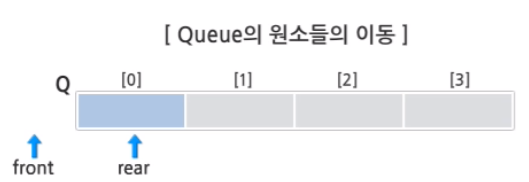 [ Queue의 원소들의 이동 ]
Q [0] [1] [2] [3]
front rear